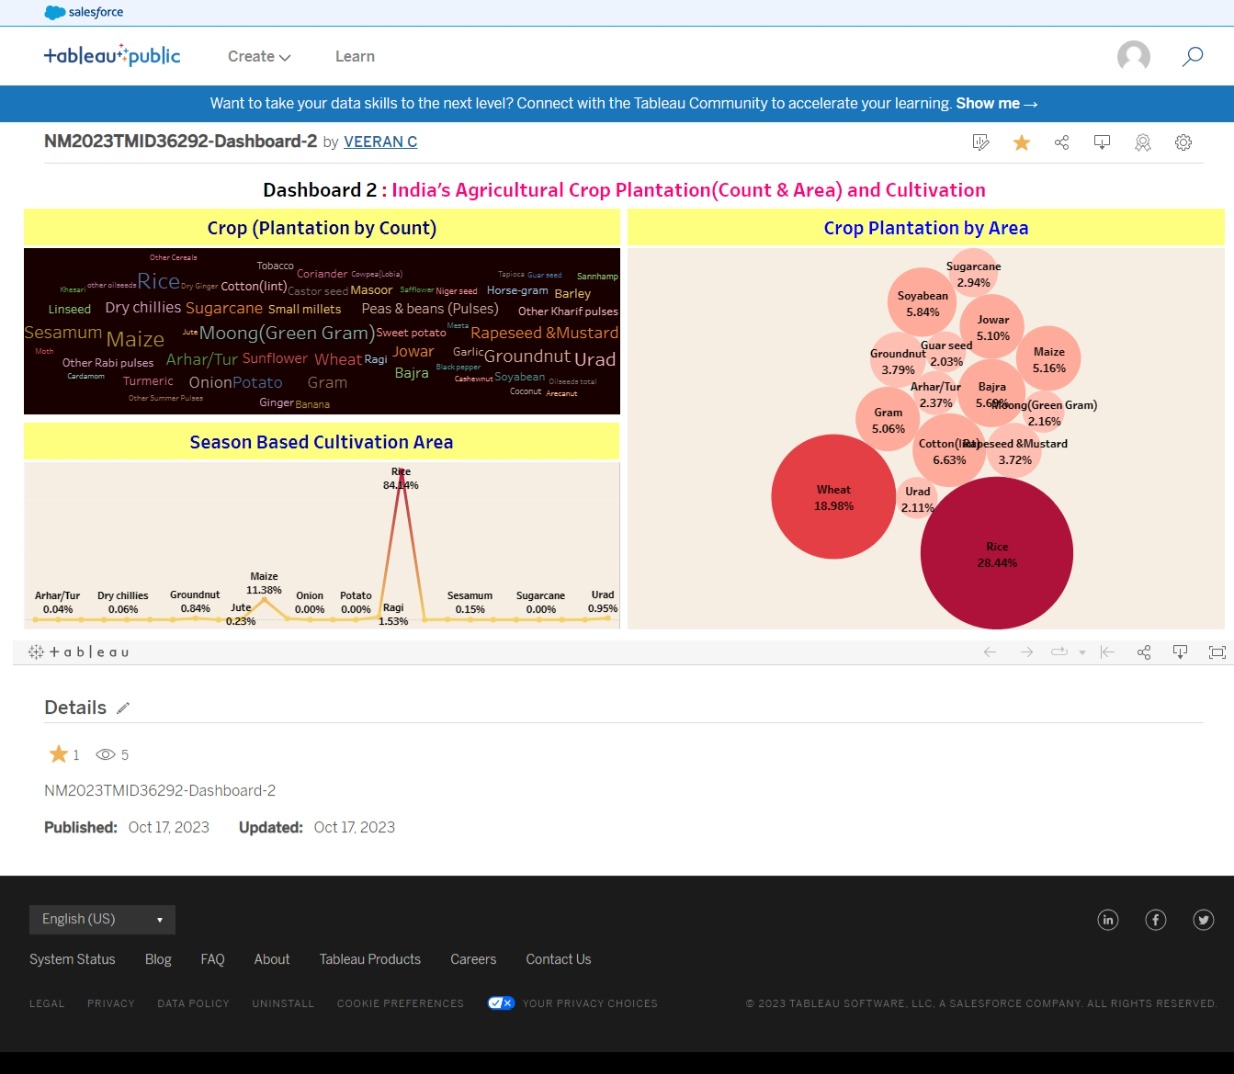 salesforce
+ableau public
Create
Learn
Want to take your data skills to the next level? Connect with the Tableau Community to accelerate your learning. Show me →
NM2023TMID36292-Dashboard-2 by VEERAN C
Dashboard 2 : India's Agricultural Crop Plantation(Count & Area) and Cultivation
Crop (Plantation by Count)
Other Cereals
Tobacco
Coriander
Cowpea(Lobia)
Tapioca
Guar seed
Sannhamp
Khesari
other oilseeds
Rice
Dry Ginger
Cotton(lint)
Castor seed
Masoor
Safflower
Niger seed
Horse-gram
Barley
Linseed
Dry chillies
Sugarcane
Small millets
Peas & beans (Pulses)
Other Kharif pulses
Sesamum
Maize
Jute
Moong(Green Gram)
Sweet potato
Mesta
Rapeseed &Mustard
Moth
Other Rabi pulses
Arhar/Tur
Sunflower
Wheat
Ragi
Jowar
Garlic
Groundnut
Urad
Cardamom
Turmeric
Onion
Potato
Gram
Bajra
Black pepper
Cashewnut
Soyabean
Oilseeds total
Other Summer Pulses
Ginger
Banana
Coconut
Arecanut
Season Based Cultivation Area
Rice
84.14%
Maize
11.38%
Arhar/Tur
0.04%
Dry chillies
0.06%
Groundnut
0.84%
Jute
0.23%
Onion
0.00%
Potato
0.00%
Ragi
1.53%
Sesamum
0.15%
Sugarcane
0.00%
Urad
0.95%
Crop Plantation by Area
Sugarcane
2.94%
Soyabean
5.84%
Jowar
5.10%
Guar seed
2.03%
Groundnut
3.79%
Maize
5.16%
Arhar/Tur
2.37%
Bajra
5.69%
Moong(Green Gram)
2.16%
Gram
5.06%
Cotton(lint)
6.63%
Rapeseed &Mustard
3.72%
Wheat
18.98%
Urad
2.11%
Rice
28.44%
+ableau
Details
1
5
NM2023TMID36292-Dashboard-2
Published: Oct 17, 2023 Updated: Oct 17, 2023
English (US)
System Status
Blog
FAQ
About
Tableau Products
Careers
Contact Us
LEGAL
PRIVACY
DATA POLICY
UNINSTALL
COOKIE PREFERENCES
YOUR PRIVACY CHOICES
© 2023 TABLEAU SOFTWARE, LLC, A SALESFORCE COMPANY. ALL RIGHTS RESERVED.